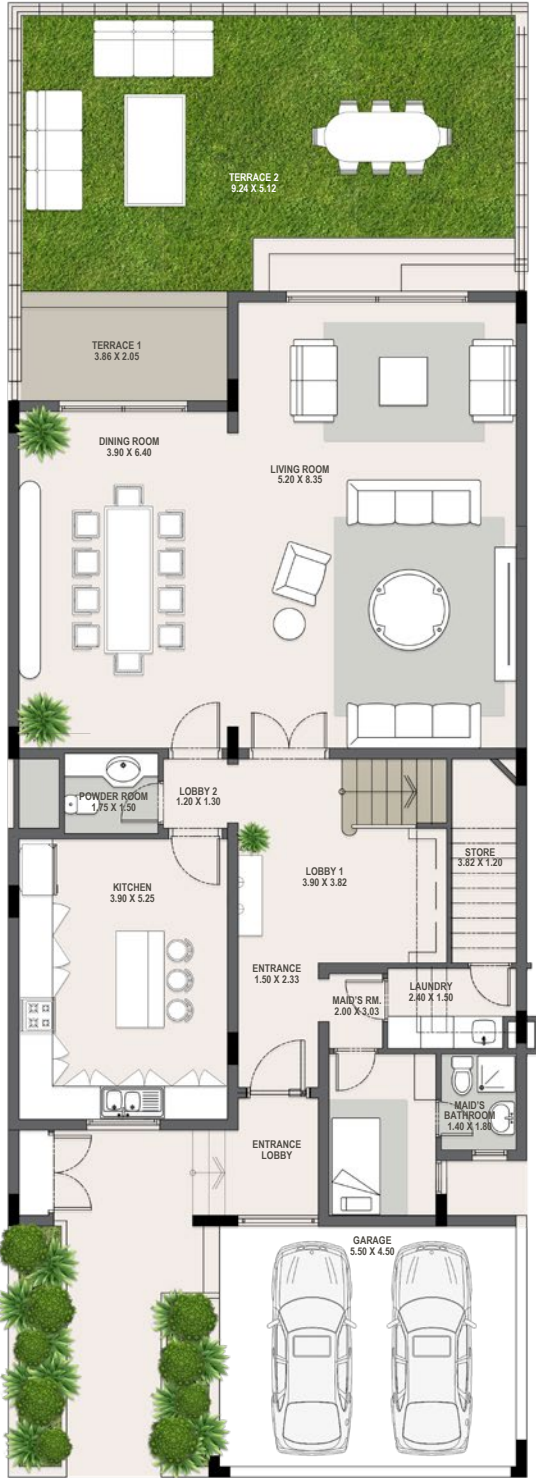 TERRACE 2
9.24 X 5.12
TERRACE 1
3.86 X 2.05
DINING ROOM
3.90 X 6.40
LIVING ROOM
5.20 X 8.35
POWDER ROOM
1.75 X 1.50
LOBBY 2
1.20 X 1.30
LOBBY 1
3.90 X 3.82
STORE
3.82 X 1.20
KITCHEN
3.90 X 5.25
ENTRANCE
1.50 X 2.33
MAID'S RM.
2.00 X 3.03
LAUNDRY
2.40 X 1.50
MAID'S
BATHROOM
1.40 X 1.80
ENTRANCE
LOBBY
GARAGE
5.50 X 4.50